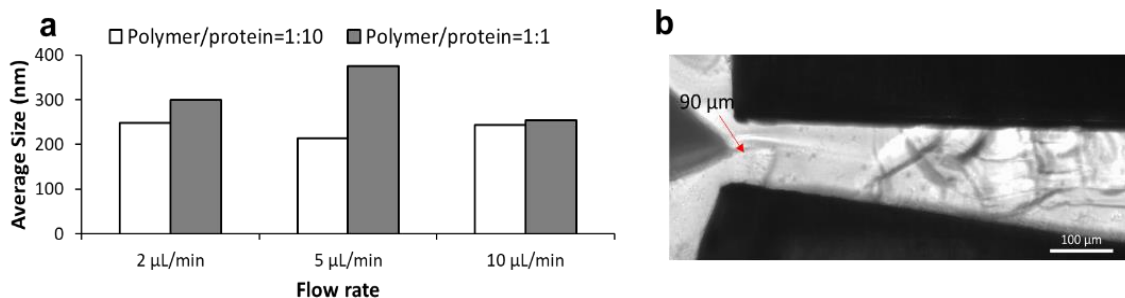 a
Polymer/protein=1:10 Polymer/protein=1:1
400
300
200
100
0
Average Size (nm)
2 µL/min 5 µL/min 10 µL/min
Flow rate
b
90 µm
100 µm